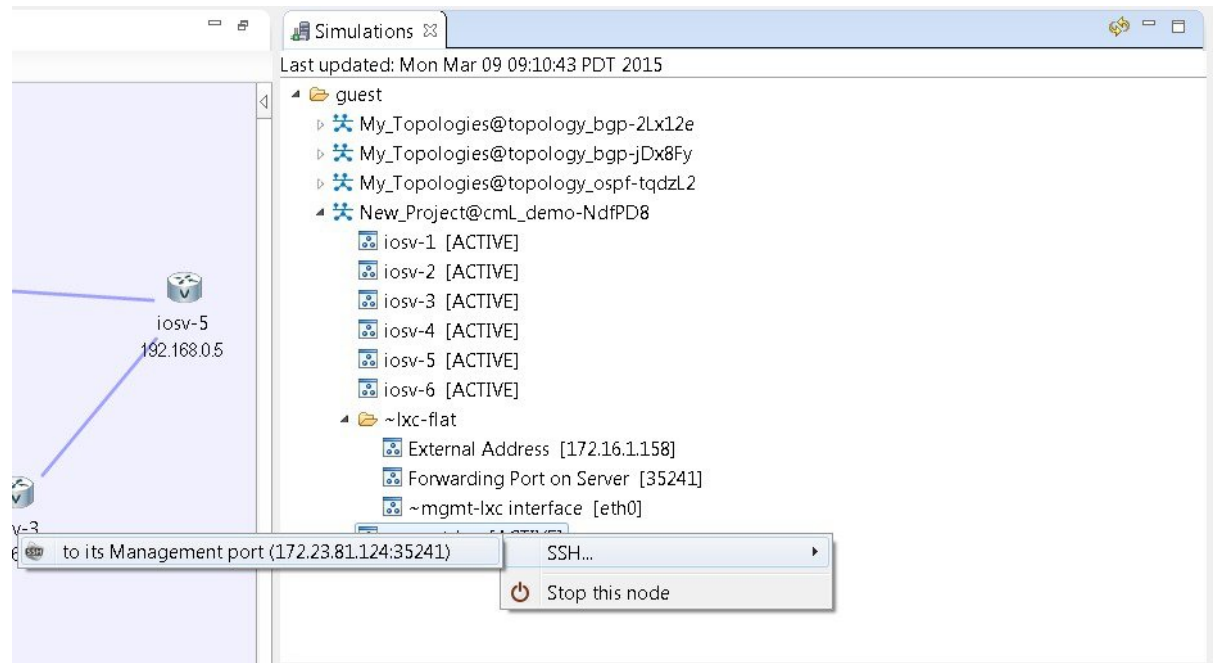 Simulations
Last updated: Mon Mar 09 09:10:43 PDT 2015
guest
My_Topologies@topology_bgp-2Lx12e
My_Topologies@topology_bgp-jDx8Fy
My_Topologies@topology_ospf-tqdzL2
New_Project@cmL_demo-NdfPD8
iosv-1 [ACTIVE]
iosv-2 [ACTIVE]
iosv-3 [ACTIVE]
iosv-4 [ACTIVE]
iosv-5 [ACTIVE]
iosv-6 [ACTIVE]
~lxc-flat
External Address [172.16.1.158]
Forwarding Port on Server [35241]
~mgmt-lxc interface [eth0]
iosv-5
192.168.0.5
v-3
SSH...
to its Management port (172.23.81.124:35241)
Stop this node